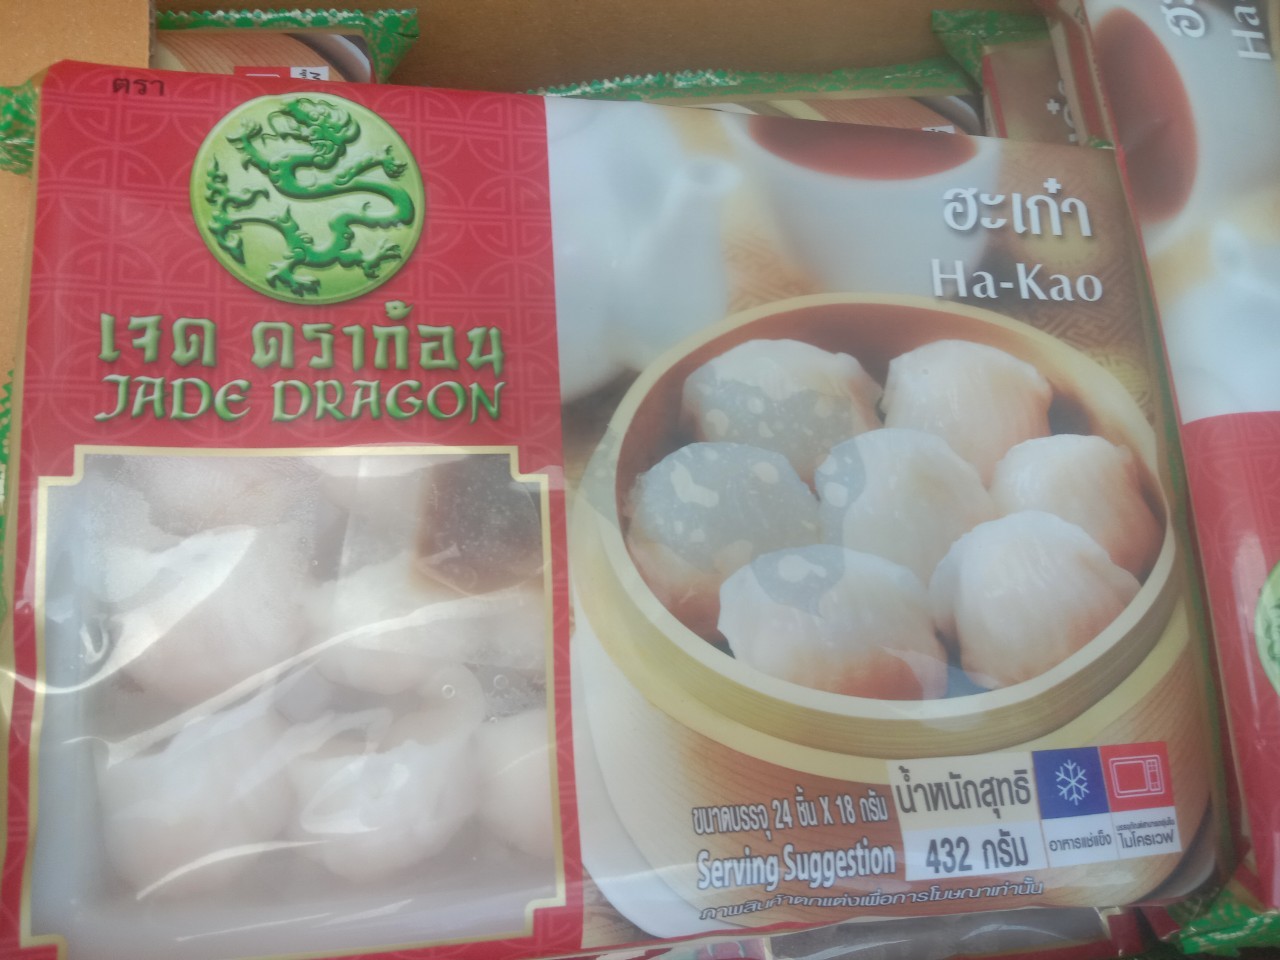 ตรา
เจด ดราก้อน
JADE DRAGON
ฮะเก๋า
Ha-Kao
ขนาดบรรจุ 24 ชิ้น X 18 กรัม
Serving Suggestion
น้ำหนักสุทธิ
432 กรัม
อาหารแช่แข็ง
ไมโครเวฟ
ภาพสินค้าตกแต่งเพื่อการโฆษณาเท่านั้น
Ha